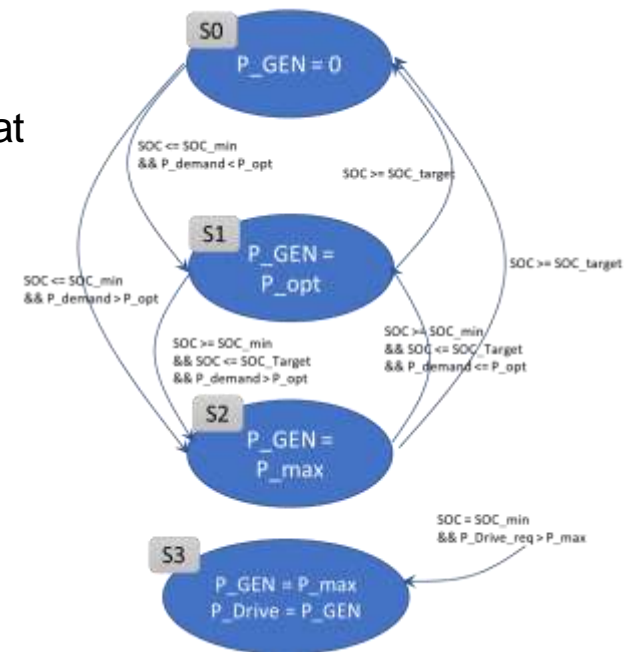 S0
P_GEN = 0
at
SOC <= SOC_min
&& P_demand < P_opt
SOC >= SOC_target
S1
P_GEN =
P_opt
SOC <= SOC_min
&& P_demand > P_opt
SOC >= SOC_target
SOC >= SOC_min
&& SOC <= SOC_Target
&& P_demand > P_opt
SOC >= SOC_min
&& SOC <= SOC_Target
&& P_demand <= P_opt
S2
P_GEN =
P_max
SOC = SOC_min
&& P_Drive_req > P_max
S3
P_GEN = P_max
P_Drive = P_GEN